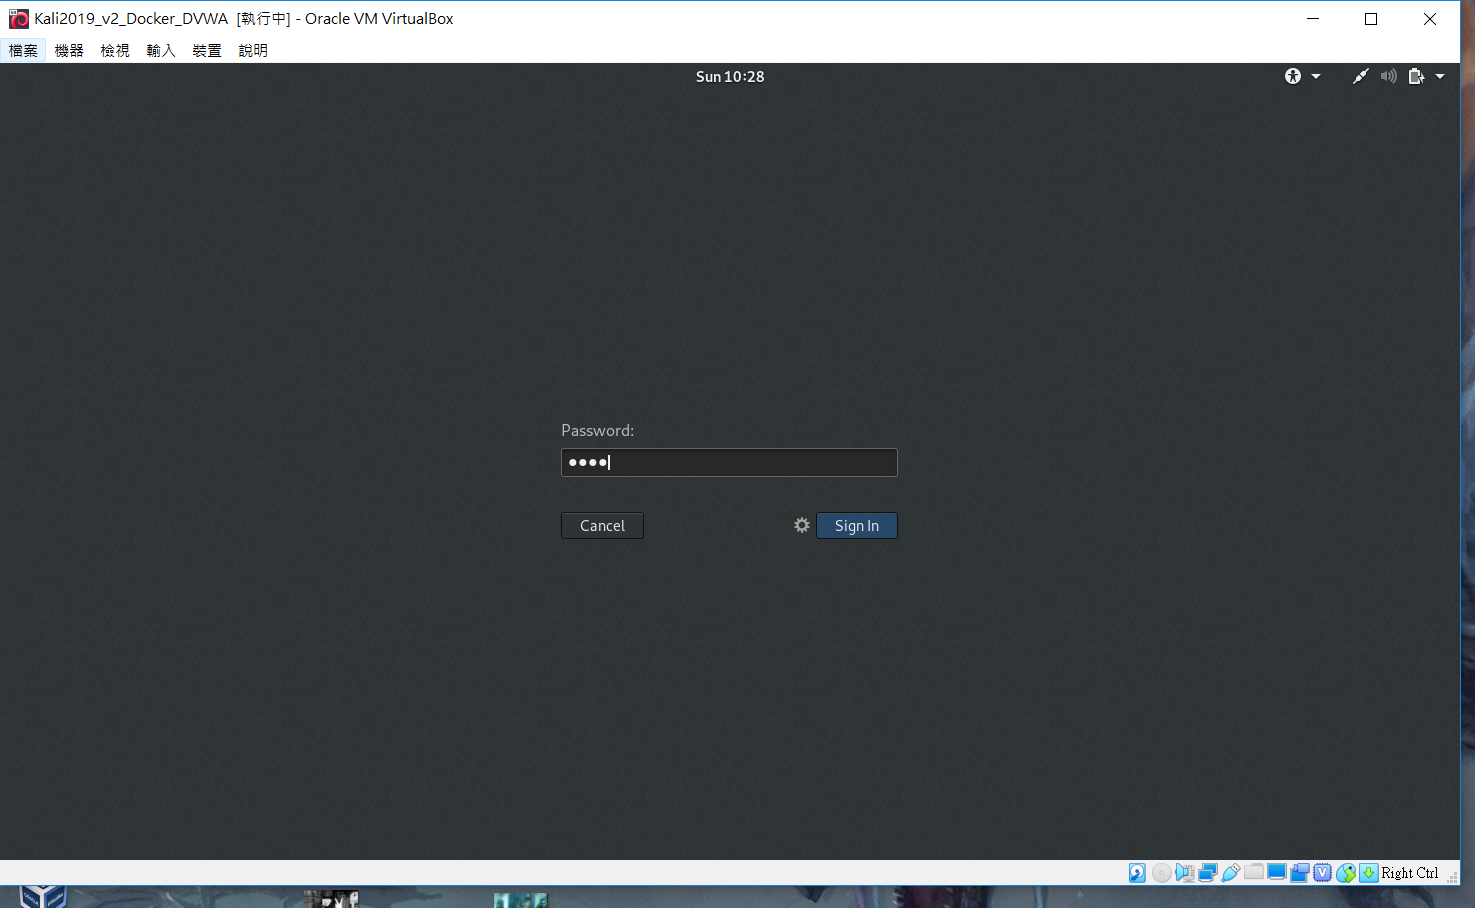 Kali2019_v2_Docker_DVWA [執行中] - Oracle VM VirtualBox
檔案 機器 檢視 輸入 裝置 說明
Sun 10:28
Password:
Cancel Sign In
Right Ctrl